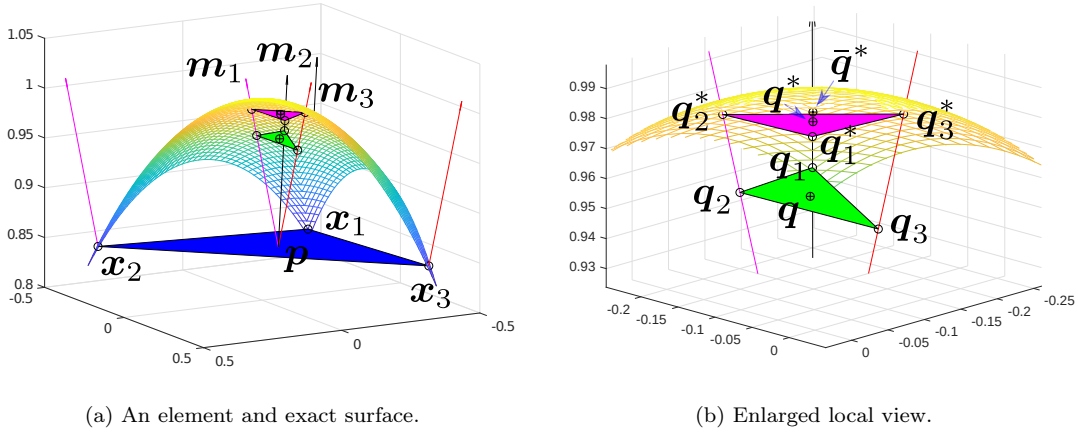 1.05
1
0.95
0.9
0.85
0.8
-0.5
0
0.5
0.5
0
-0.5
m₁
m₂
m₃
x₁
x₂
p
x₃
(a) An element and exact surface.
0.99
0.98
0.97
0.96
0.95
0.94
0.93
-0.2
-0.15
-0.1
-0.05
0
0
-0.05
-0.1
-0.15
-0.2
-0.25
q̄*
q*
q₂*
q₃*
q₁*
q₁
q₂
q
q₃
(b) Enlarged local view.